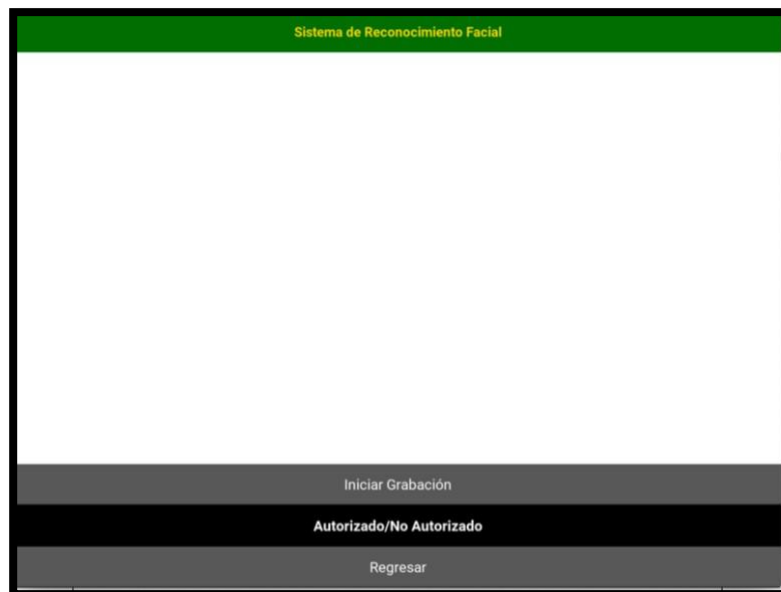 Sistema de Reconocimiento Facial
Iniciar Grabación
Autorizado/No Autorizado
Regresar